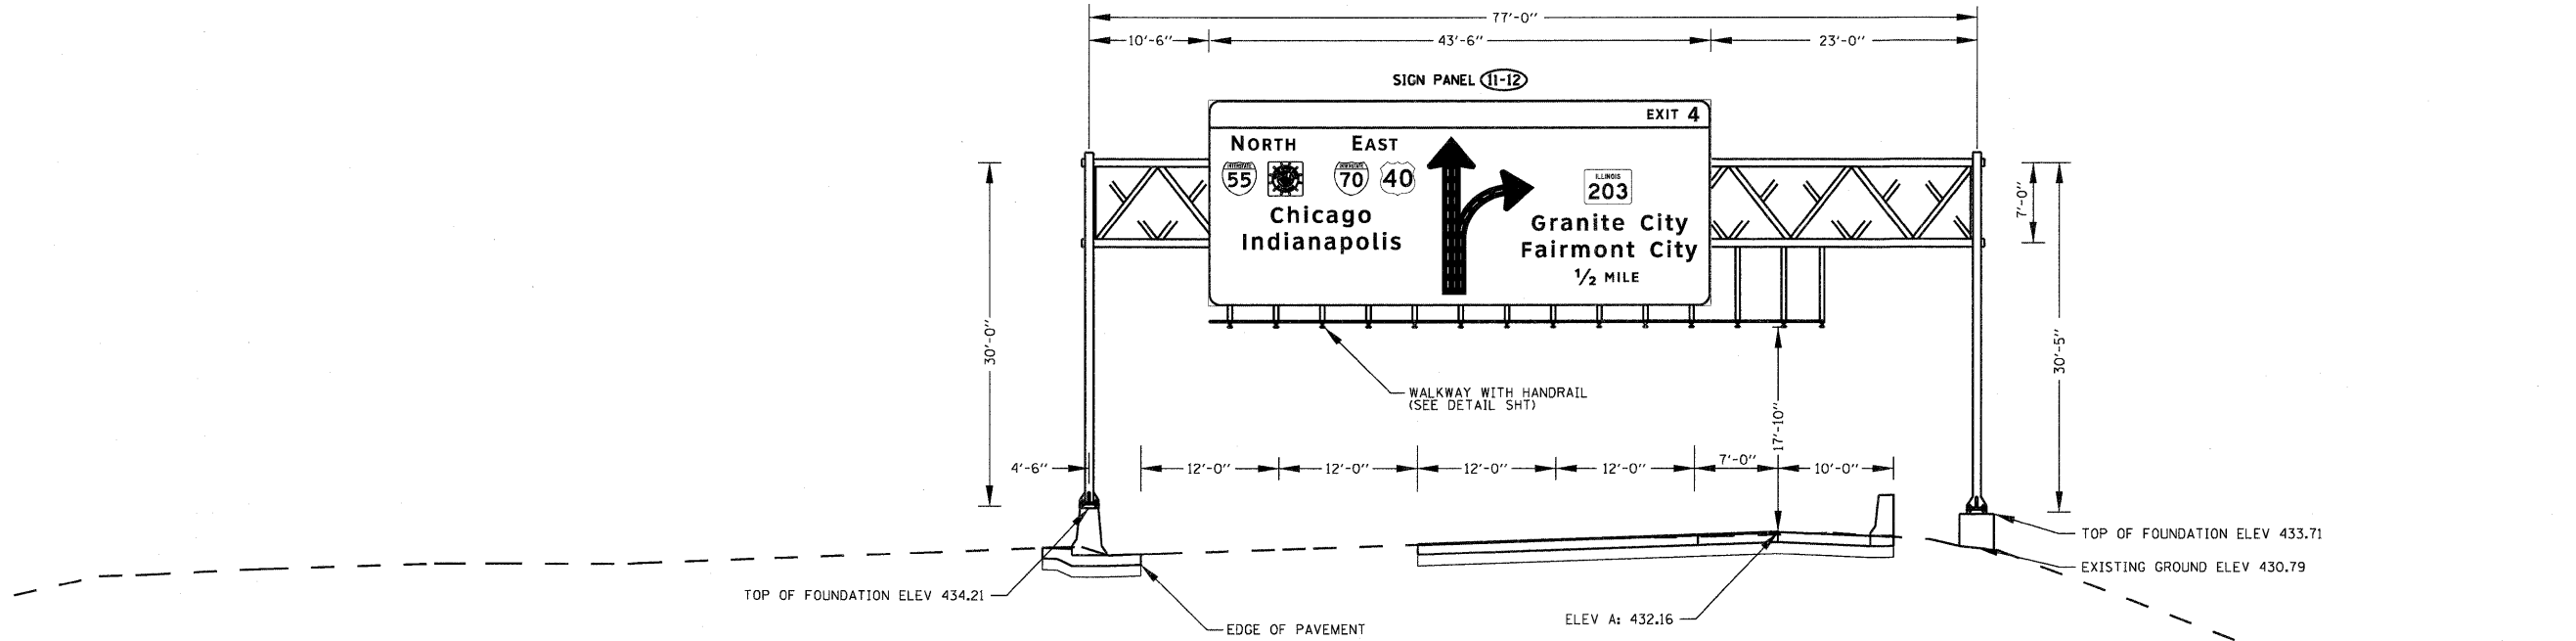 77'-0"
10'-6"
43'-6"
23'-0"
SIGN PANEL 11-12
EXIT 4
NORTH EAST
INTERSTATE 55
INTERSTATE 70
40
ILLINOIS
203
Chicago
Indianapolis
Granite City
Fairmont City
1/2 MILE
7'-0"
30'-0"
30'-5"
WALKWAY WITH HANDRAIL
(SEE DETAIL SHT)
17'-10"
4'-6"
12'-0"
12'-0"
12'-0"
12'-0"
7'-0"
10'-0"
TOP OF FOUNDATION ELEV 433.71
EXISTING GROUND ELEV 430.79
TOP OF FOUNDATION ELEV 434.21
ELEV A: 432.16
EDGE OF PAVEMENT